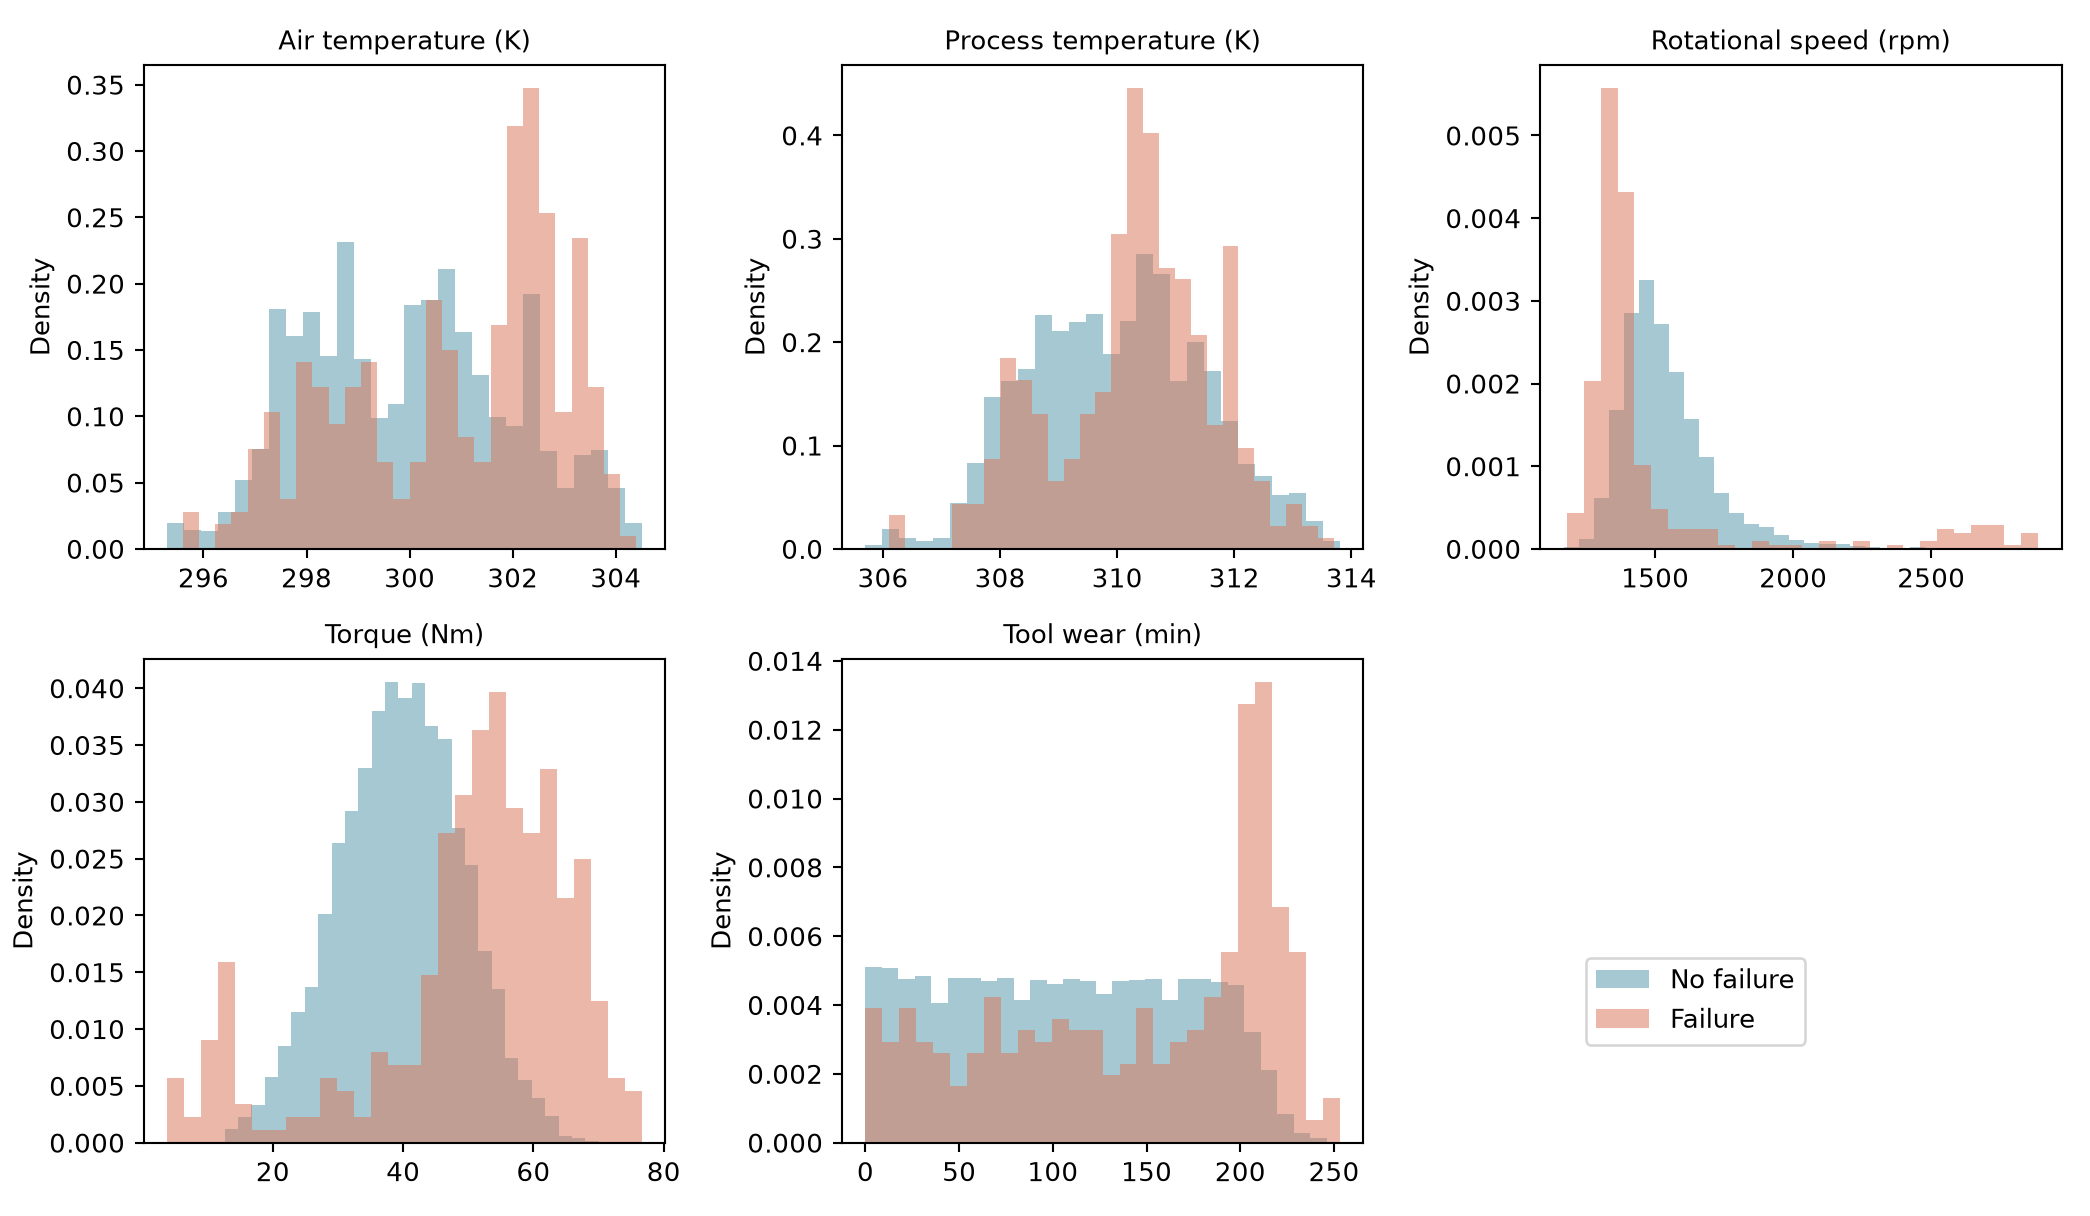 Air temperature (K)
Density
0.35
0.30
0.25
0.20
0.15
0.10
0.05
0.00
296 298 300 302 304
Process temperature (K)
Density
0.4
0.3
0.2
0.1
0.0
306 308 310 312 314
Rotational speed (rpm)
Density
0.005
0.004
0.003
0.002
0.001
0.000
1500 2000 2500
Torque (Nm)
Density
0.040
0.035
0.030
0.025
0.020
0.015
0.010
0.005
0.000
20 40 60 80
Tool wear (min)
Density
0.014
0.012
0.010
0.008
0.006
0.004
0.002
0.000
0 50 100 150 200 250
No failure
Failure